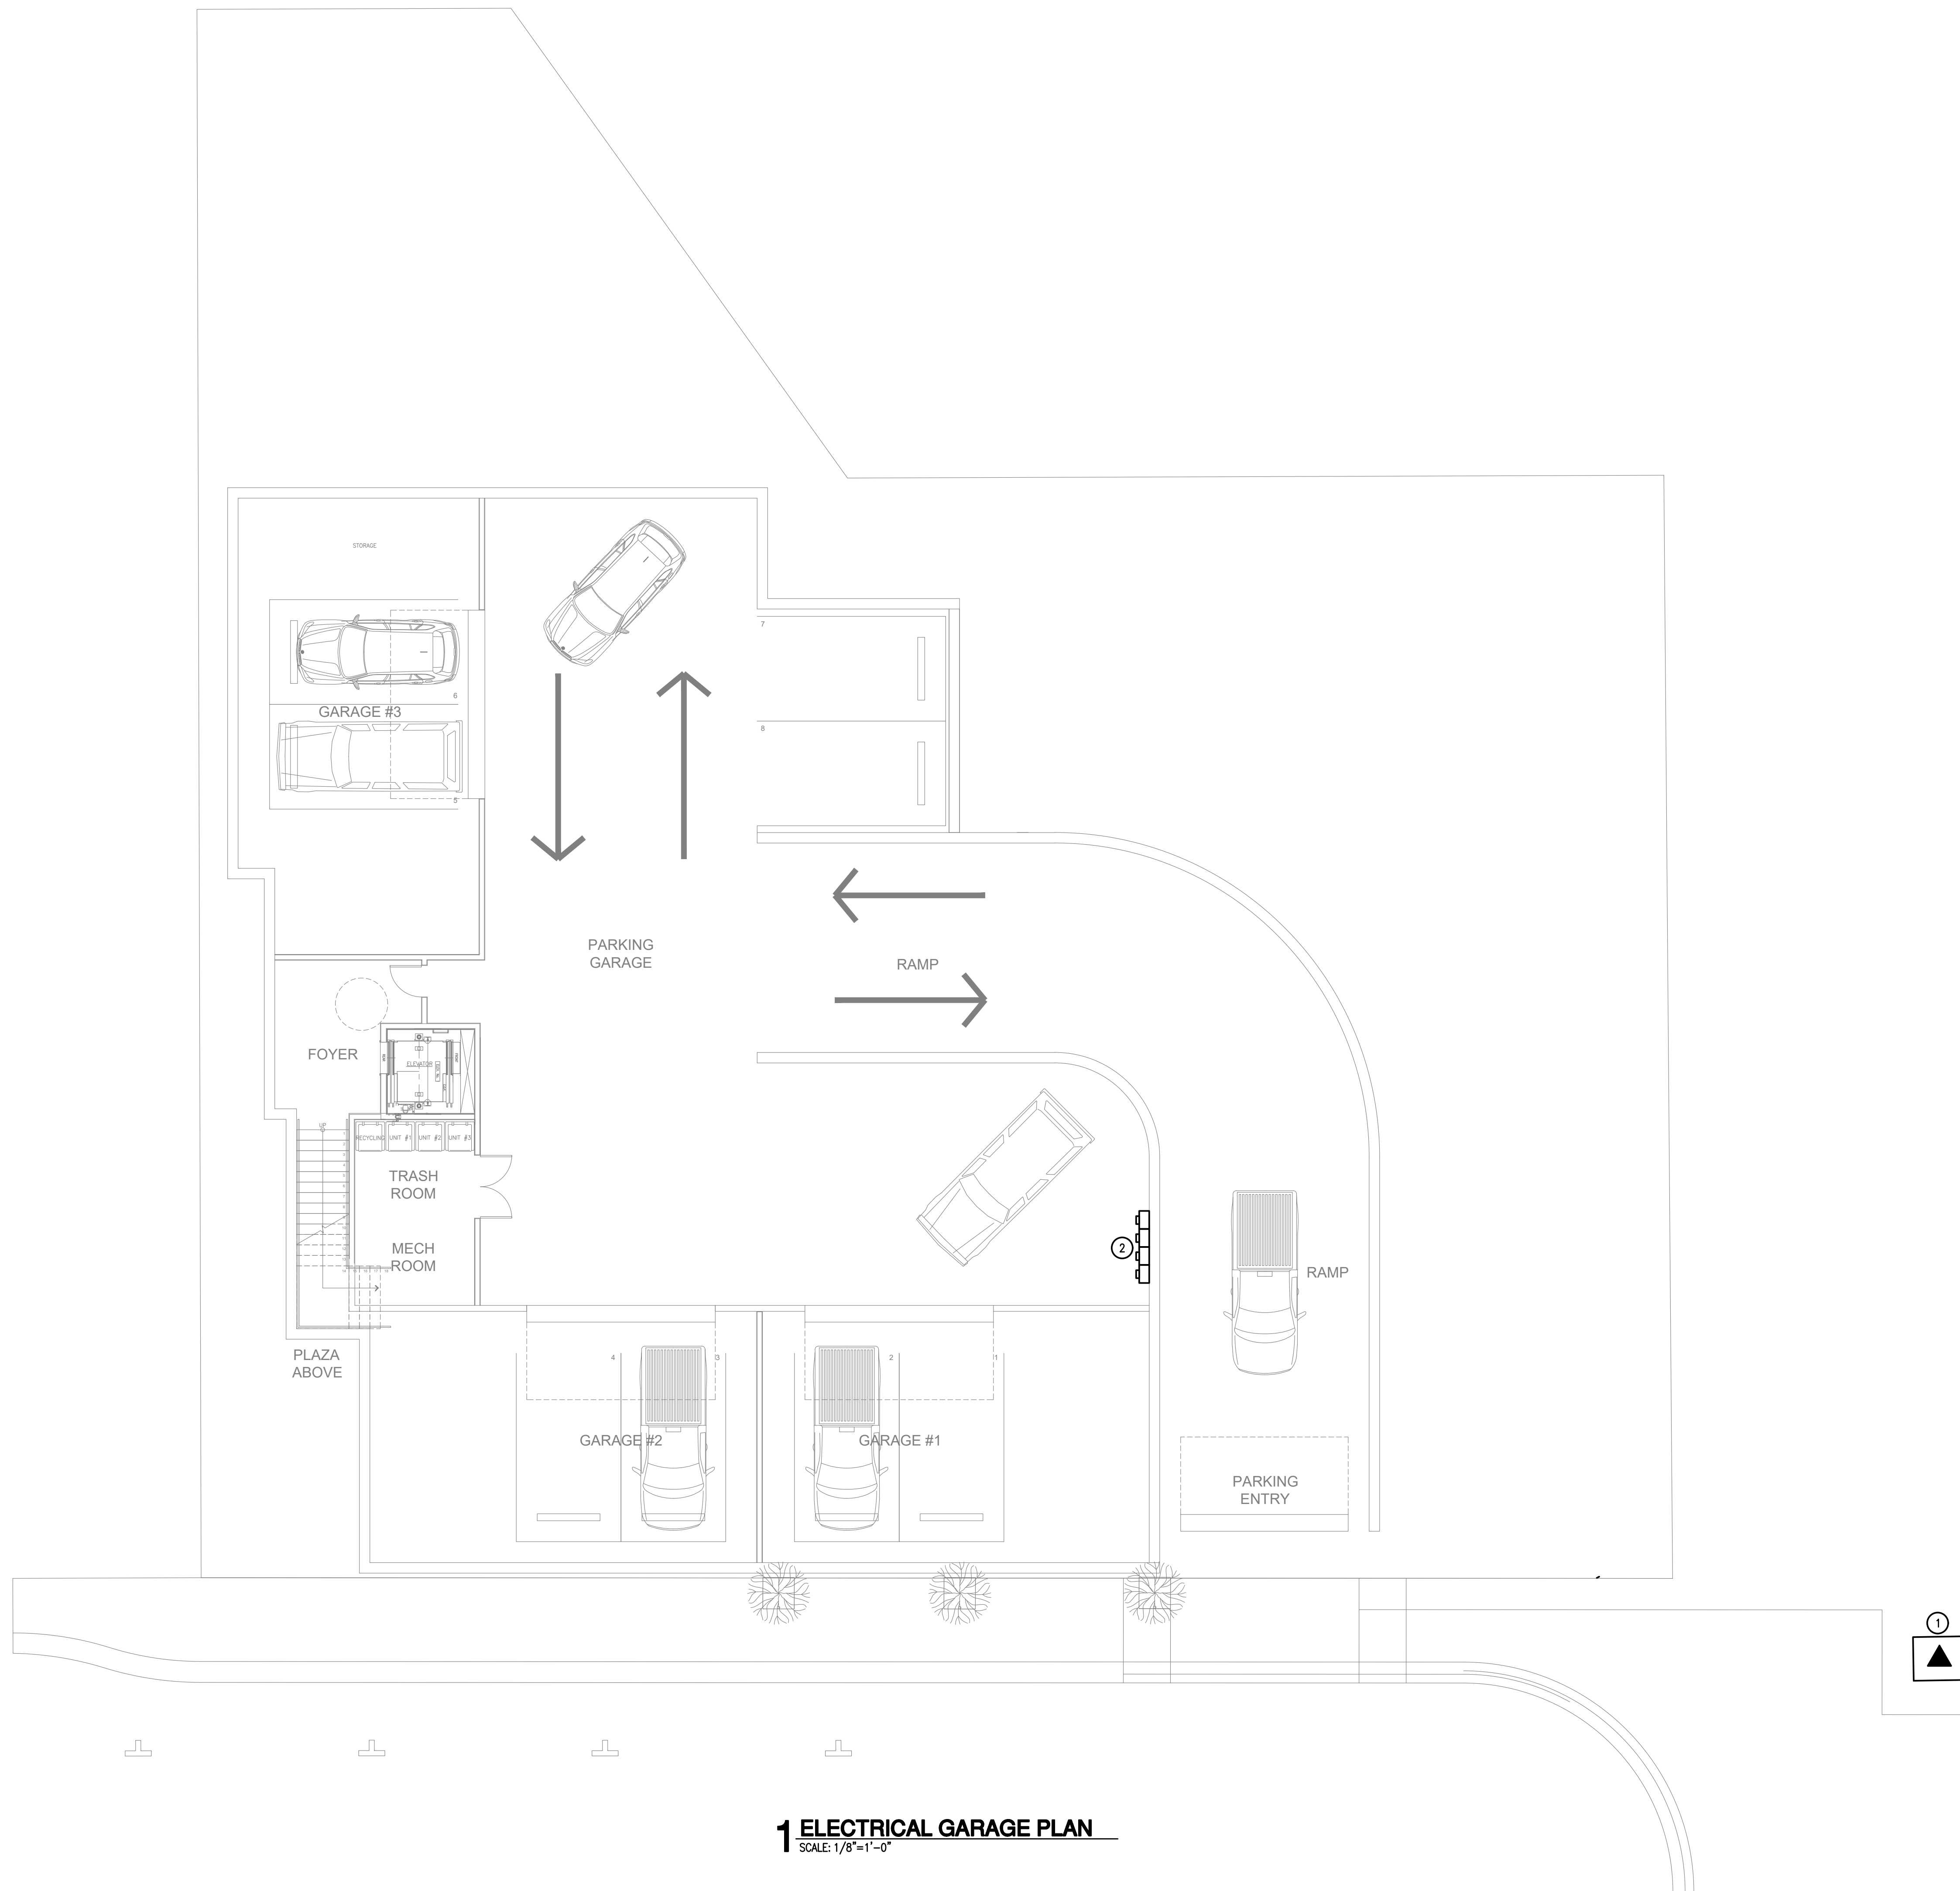 STORAGE
7
6
GARAGE #3
8
5
PARKING
GARAGE
RAMP
FOYER
ELEVATOR
UP
RECYCLING
UNIT #1
UNIT #2
UNIT #3
TRASH
ROOM
MECH
ROOM
2
RAMP
PLAZA
ABOVE
4
3
2
1
GARAGE #2
GARAGE #1
PARKING
ENTRY
1
1 ELECTRICAL GARAGE PLAN
SCALE: 1/8"=1'-0"